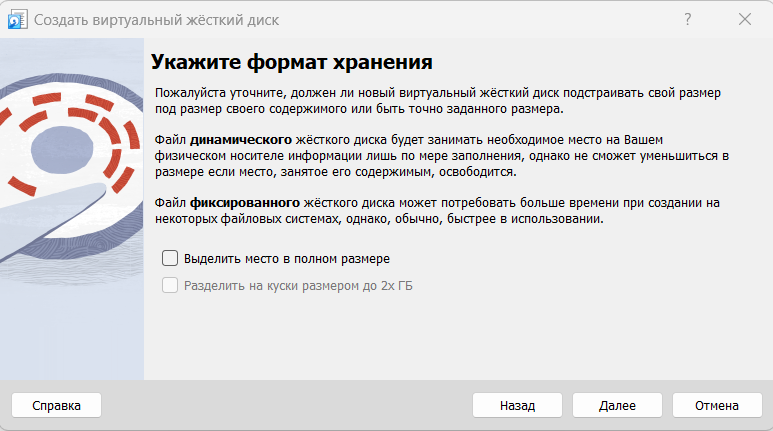 Создать виртуальный жёсткий диск
?
Укажите формат хранения
Пожалуйста уточните, должен ли новый виртуальный жёсткий диск подстраивать свой размер
под размер своего содержимого или быть точно заданного размера.
Файл динамического жёсткого диска будет занимать необходимое место на Вашем
физическом носителе информации лишь по мере заполнения, однако не сможет уменьшиться в
размере если место, занятое его содержимым, освободится.
Файл фиксированного жёсткого диска может потребовать больше времени при создании на
некоторых файловых системах, однако, обычно, быстрее в использовании.
Выделить место в полном размере
Разделить на куски размером до 2х ГБ
Справка
Назад
Далее
Отмена